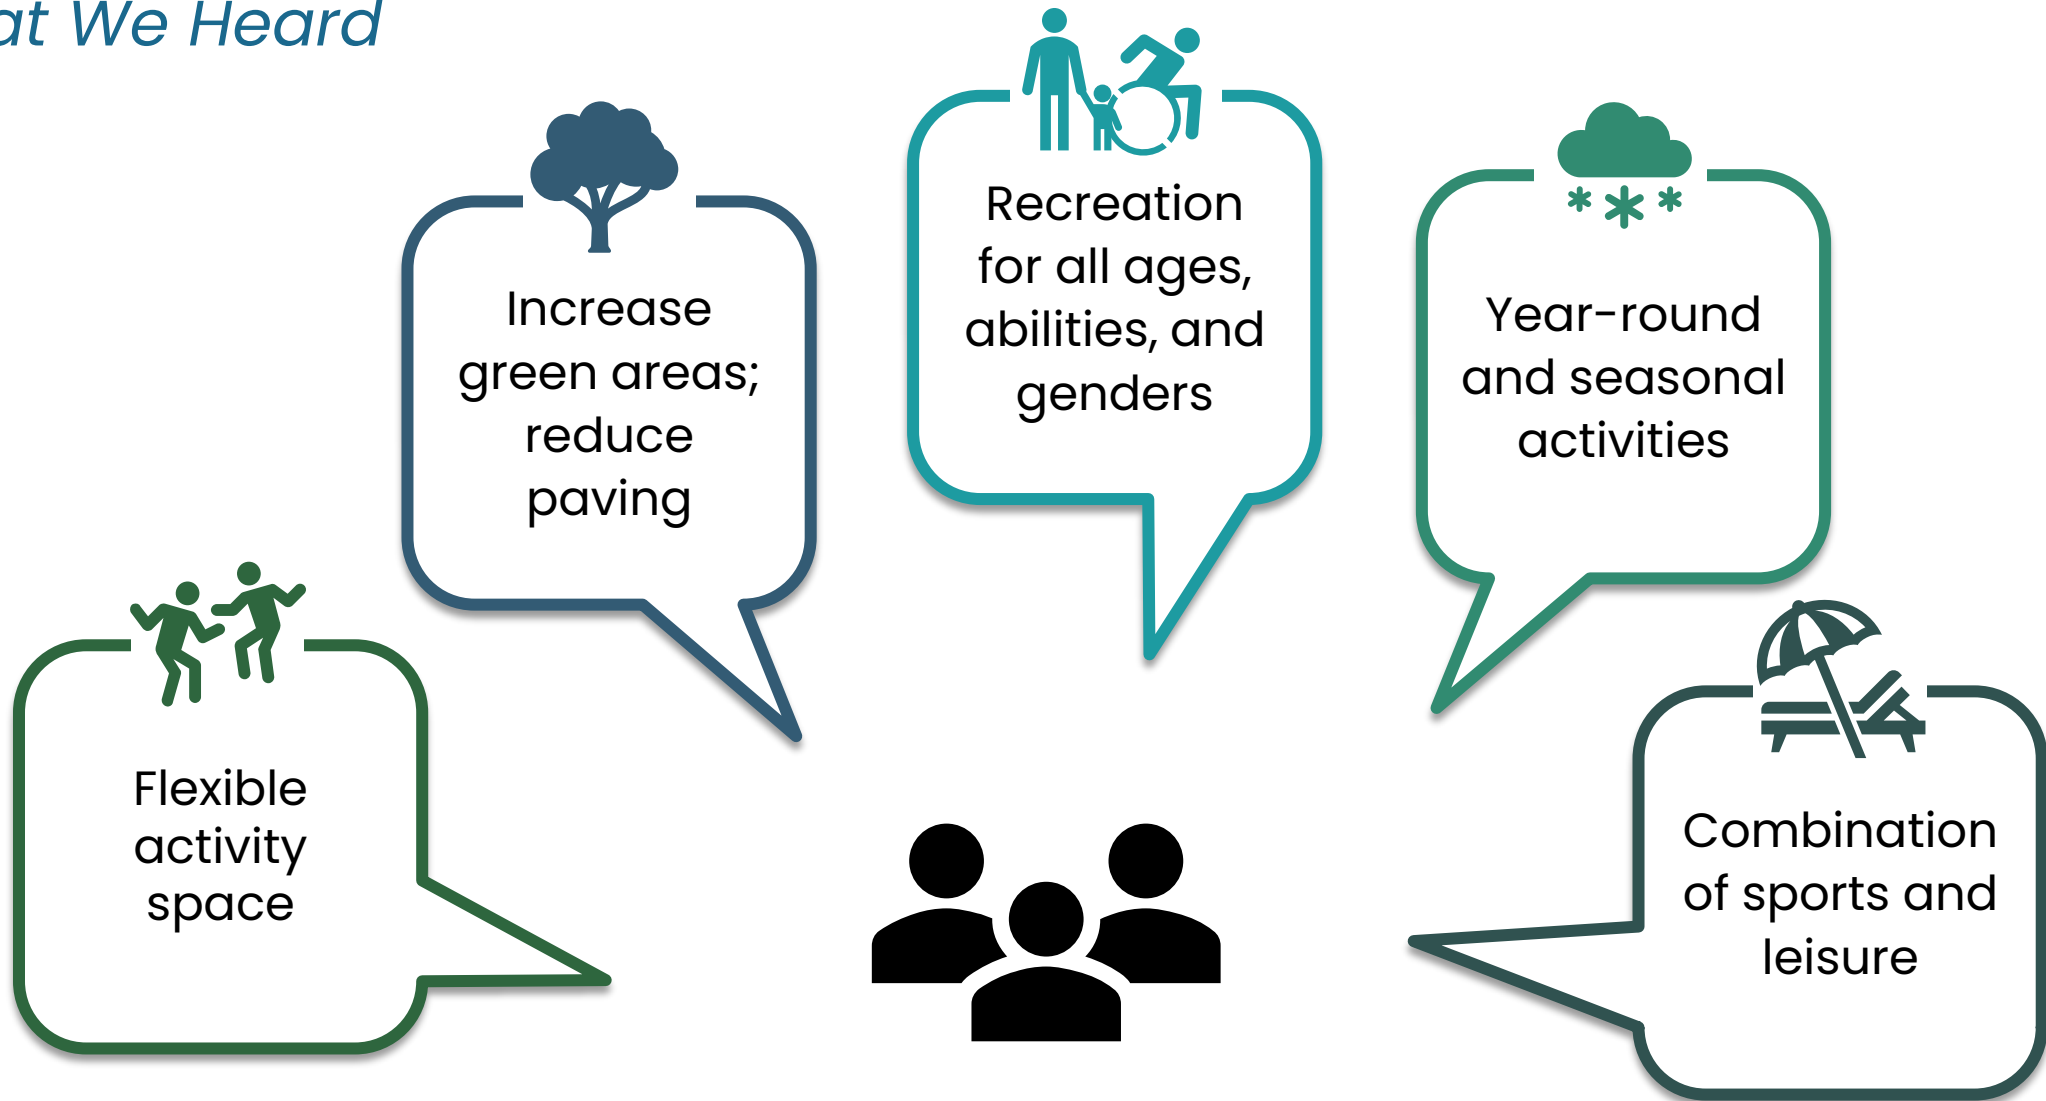 at We Heard
Flexible
activity
space
Increase
green areas;
reduce
paving
Recreation
for all ages,
abilities, and
genders
Year-round
and seasonal
activities
Combination
of sports and
leisure